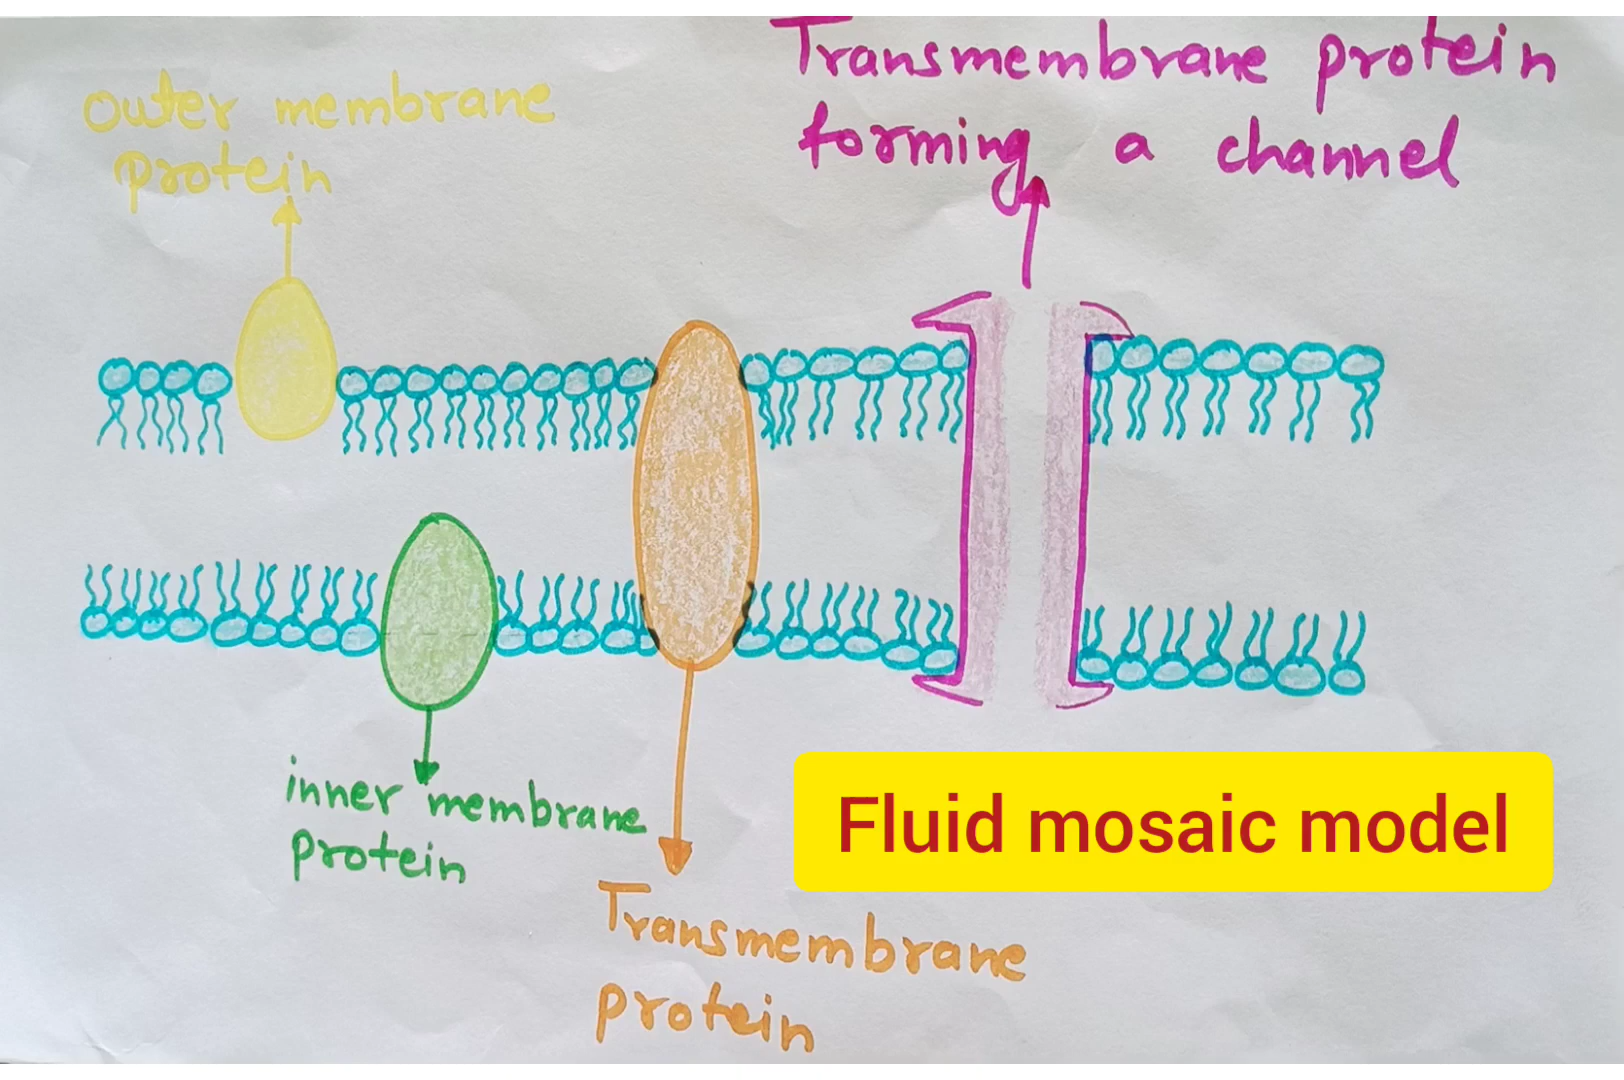 Outer membrane
protein
Transmembrane protein
forming a channel
inner membrane
protein
Transmembrane
protein
Fluid mosaic model